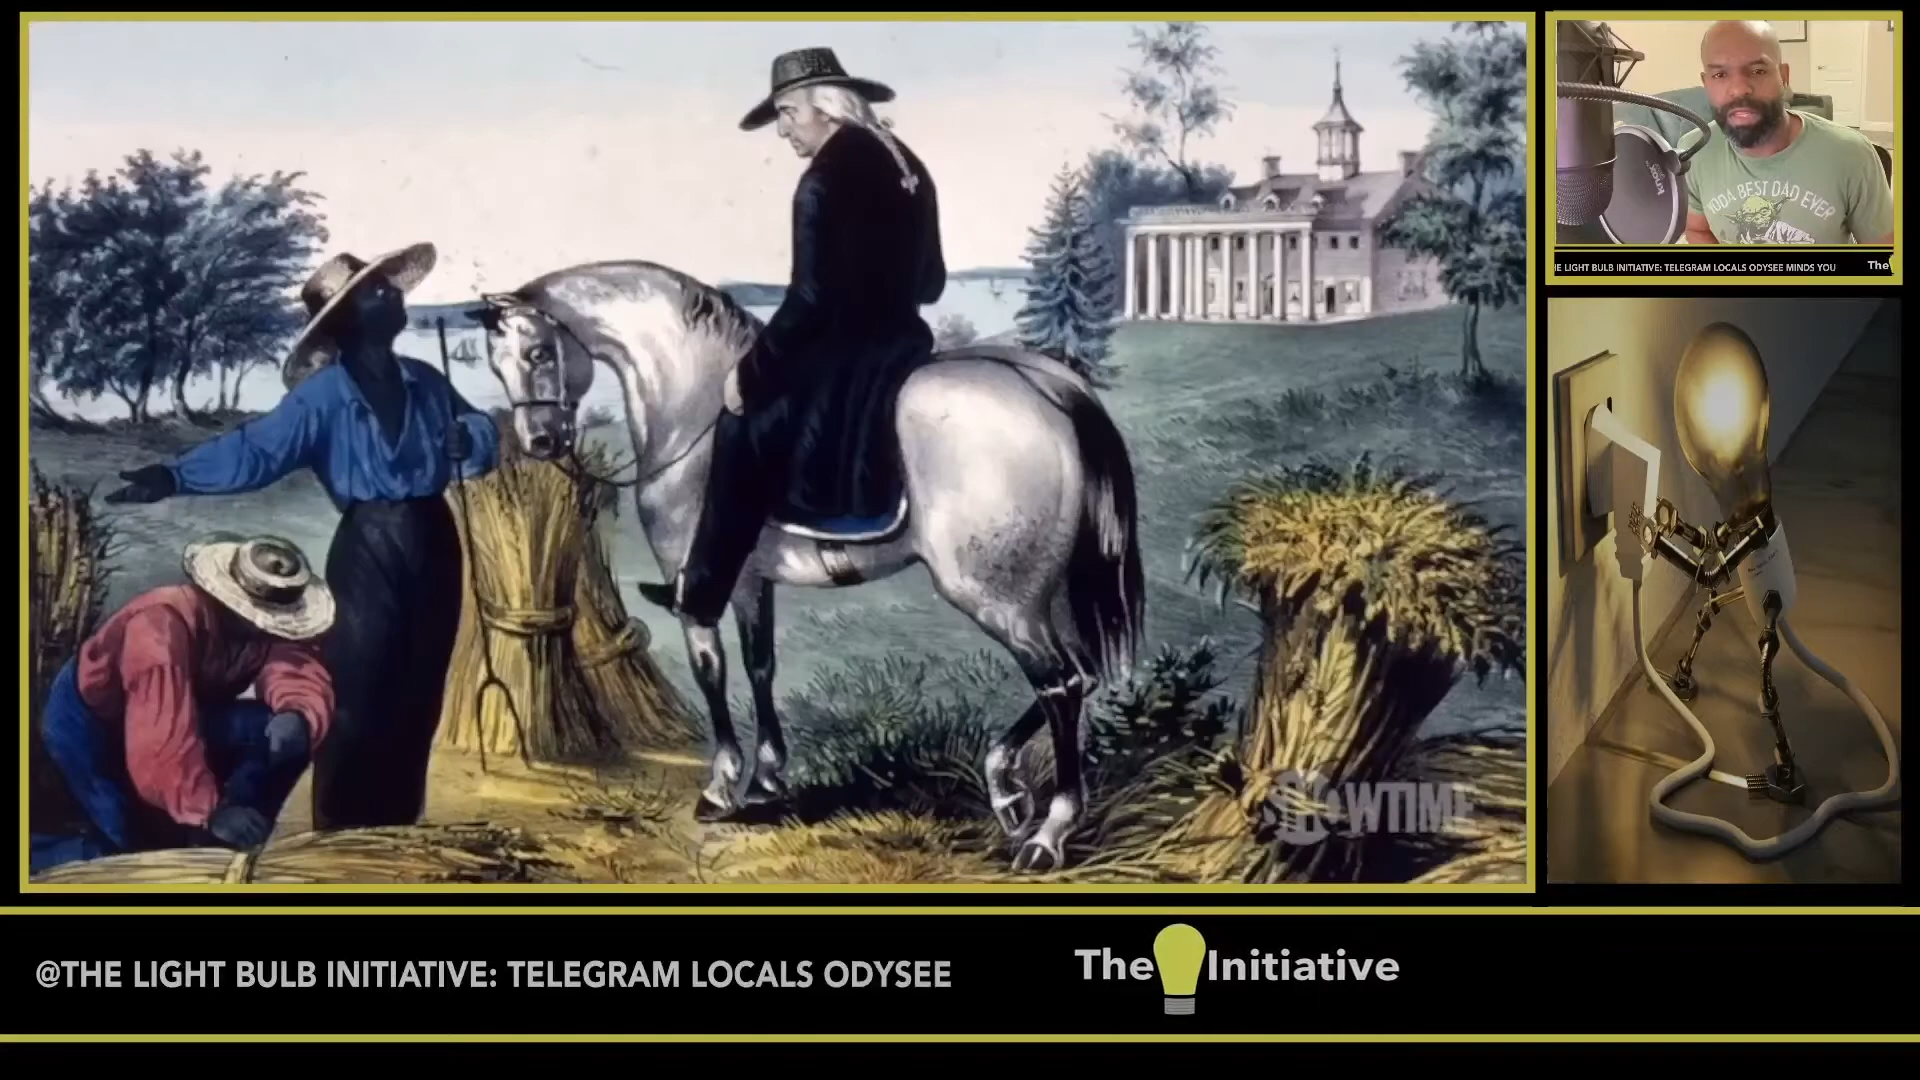 SHOWTIME
knox
YODA BEST DAD EVER
E LIGHT BULB INITIATIVE: TELEGRAM LOCALS ODYSEE MINDS YOU
The
@THE LIGHT BULB INITIATIVE: TELEGRAM LOCALS ODYSEE
The Initiative